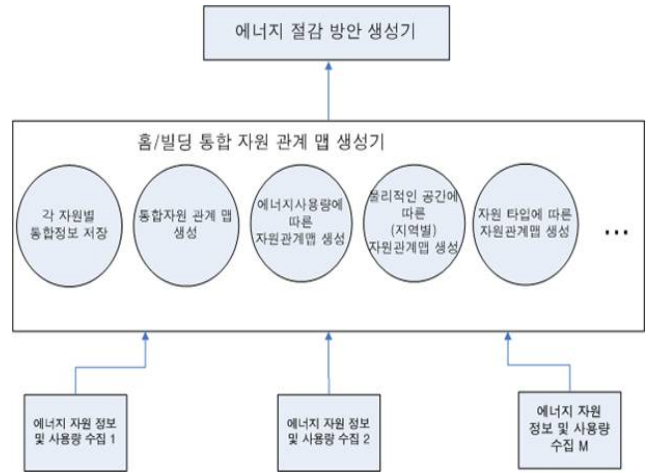 에너지 절감 방안 생성기
홈/빌딩 통합 자원 관계 맵 생성기
각 자원별
통합정보 저장
통합자원 관계 맵
생성
에너지사용량에
따른
자원관계맵 생성
물리적인 공간에
따른
(지역별)
자원관계맵 생성
자원 타입에 따른
자원관계맵 생성
...
에너지 자원 정보
및 사용량 수집 1
에너지 자원 정보
및 사용량 수집 2
에너지 자원
정보 및 사용량
수집 M